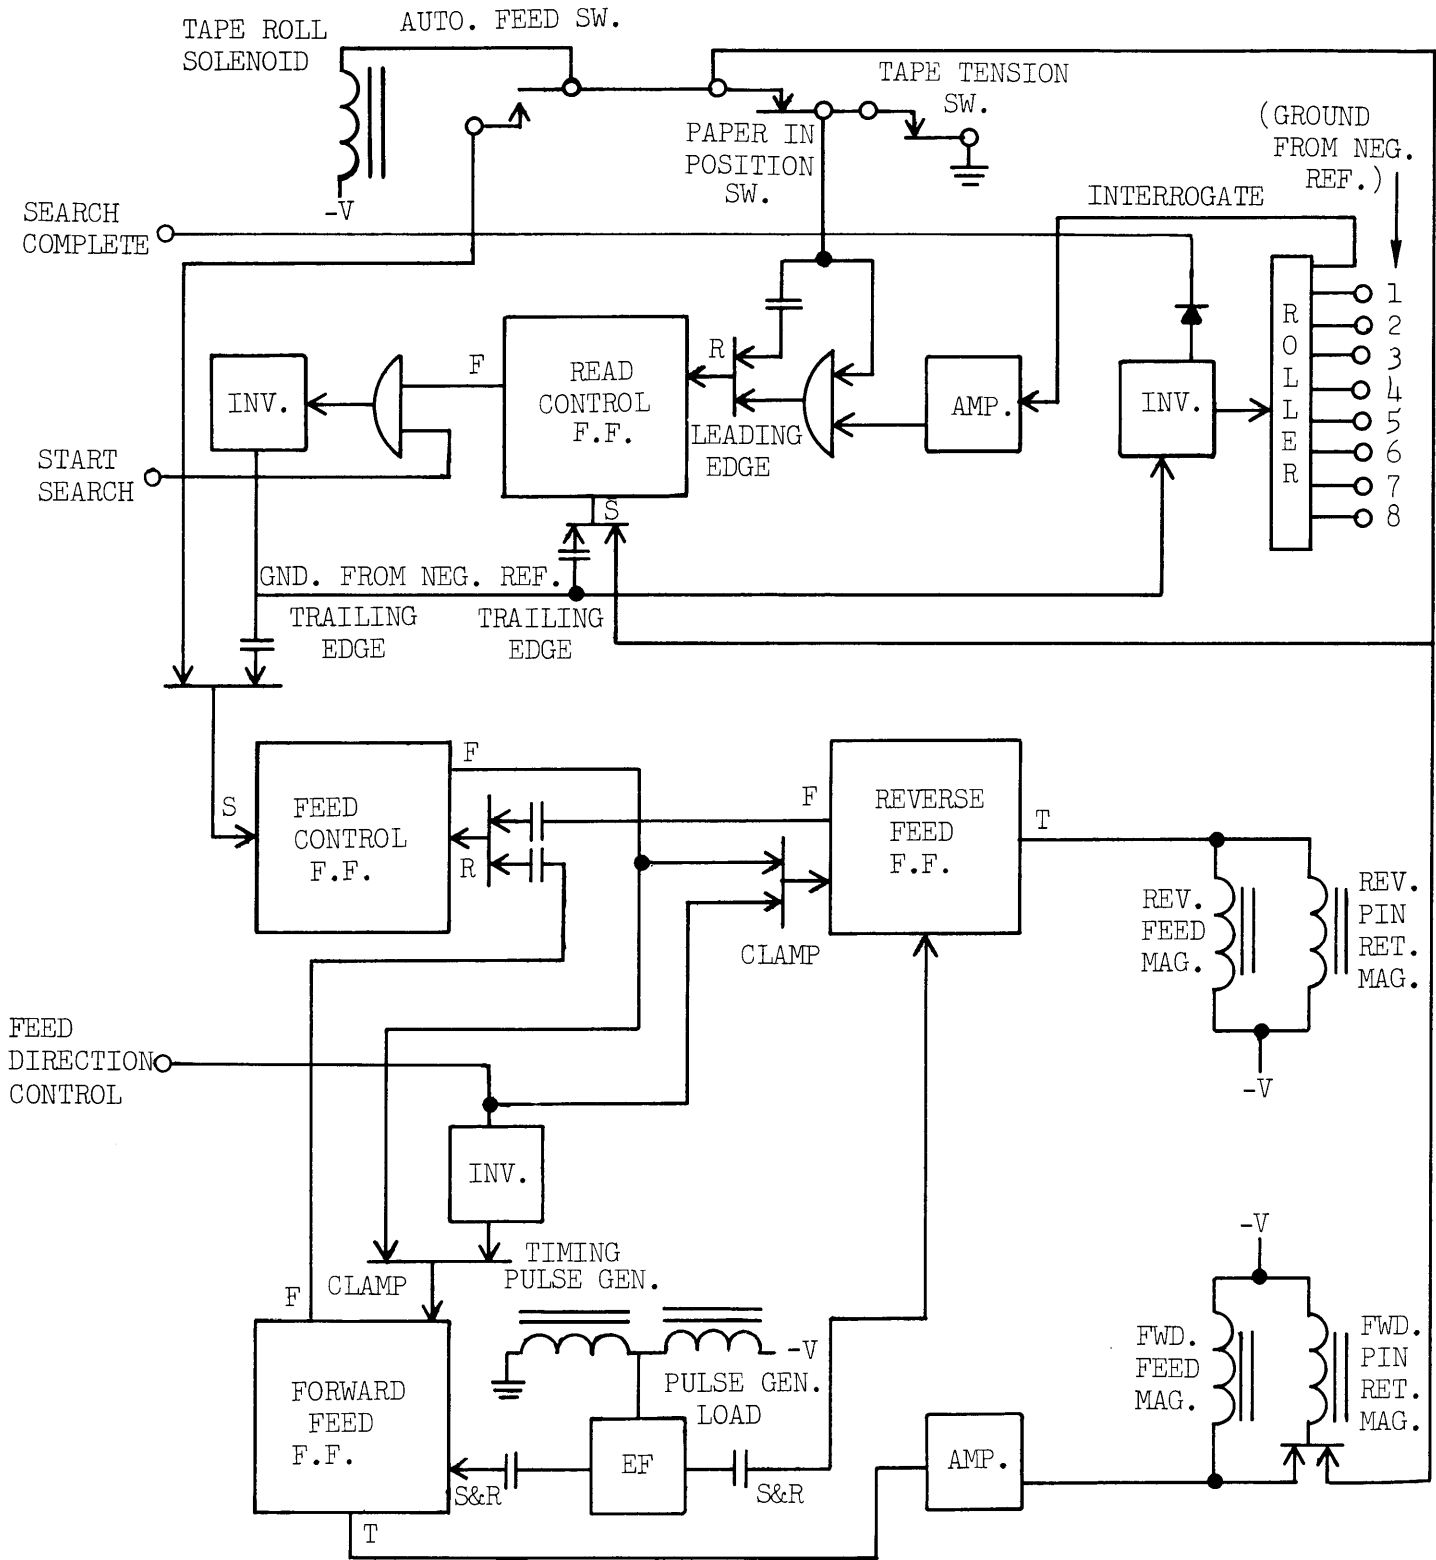 TAPE ROLL
SOLENOID
AUTO. FEED SW.
TAPE TENSION
SW.
PAPER IN
POSITION
SW.
(GROUND
FROM NEG.
REF.)
-V
INTERROGATE
SEARCH
COMPLETE
1
2
3
4
5
6
7
8
ROLLER
INV.
F
READ
CONTROL
F.F.
R
LEADING
EDGE
AMP.
INV.
START
SEARCH
S
GND. FROM NEG. REF.
TRAILING
EDGE
TRAILING
EDGE
S
FEED
CONTROL
F.F.
F
R
F
REVERSE
FEED
F.F.
T
CLAMP
REV.
FEED
MAG.
REV.
PIN
RET.
MAG.
-V
FEED
DIRECTION
CONTROL
INV.
TIMING
PULSE GEN.
CLAMP
F
-V
PULSE GEN.
LOAD
FORWARD
FEED
F.F.
S&R
EF
S&R
T
AMP.
-V
FWD.
FEED
MAG.
FWD.
PIN
RET.
MAG.